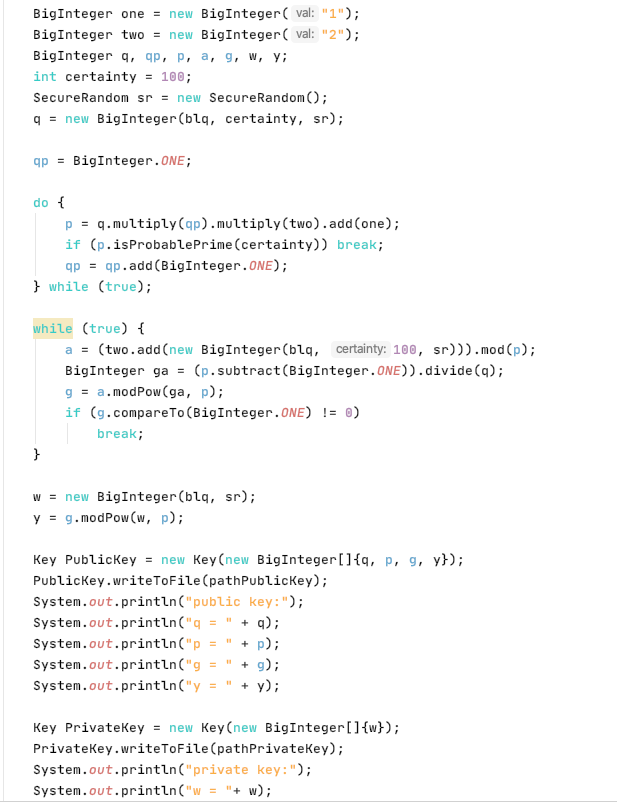 BigInteger one = new BigInteger( val: "1");
BigInteger two = new BigInteger( val: "2");
BigInteger q, qp, p, a, g, w, y;
int certainty = 100;
SecureRandom sr = new SecureRandom();
q = new BigInteger(blq, certainty, sr);
qp = BigInteger.ONE;
do {
p = q.multiply(qp).multiply(two).add(one);
if (p.isProbablePrime(certainty)) break;
qp = qp.add(BigInteger.ONE);
} while (true);
while (true) {
a = (two.add(new BigInteger(blq, certainty: 100, sr))).mod(p);
BigInteger ga = (p.subtract(BigInteger.ONE)).divide(q);
g = a.modPow(ga, p);
if (g.compareTo(BigInteger.ONE) != 0)
break;
}
w = new BigInteger(blq, sr);
y = g.modPow(w, p);
Key PublicKey = new Key(new BigInteger[]{q, p, g, y});
PublicKey.writeToFile(pathPublicKey);
System.out.println("public key:");
System.out.println("q = " + q);
System.out.println("p = " + p);
System.out.println("g = " + g);
System.out.println("y = " + y);
Key PrivateKey = new Key(new BigInteger[]{w});
PrivateKey.writeToFile(pathPrivateKey);
System.out.println("private key:");
System.out.println("w = "+ w);